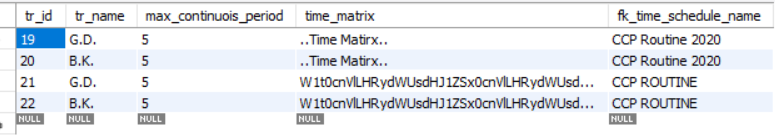 tr_id tr_name max_continuois_period time_matrix fk_time_schedule_name
19 G.D. 5 ..Time Matirx.. CCP Routine 2020
20 B.K. 5 ..Time Matirx.. CCP Routine 2020
21 G.D. 5 W1t0cnVlLHRydWUsdHJ1ZSx0cnVlLHRydWUsd... CCP ROUTINE
22 B.K. 5 W1t0cnVlLHRydWUsdHJ1ZSx0cnVlLHRydWUsd... CCP ROUTINE
NULL NULL NULL NULL NULL